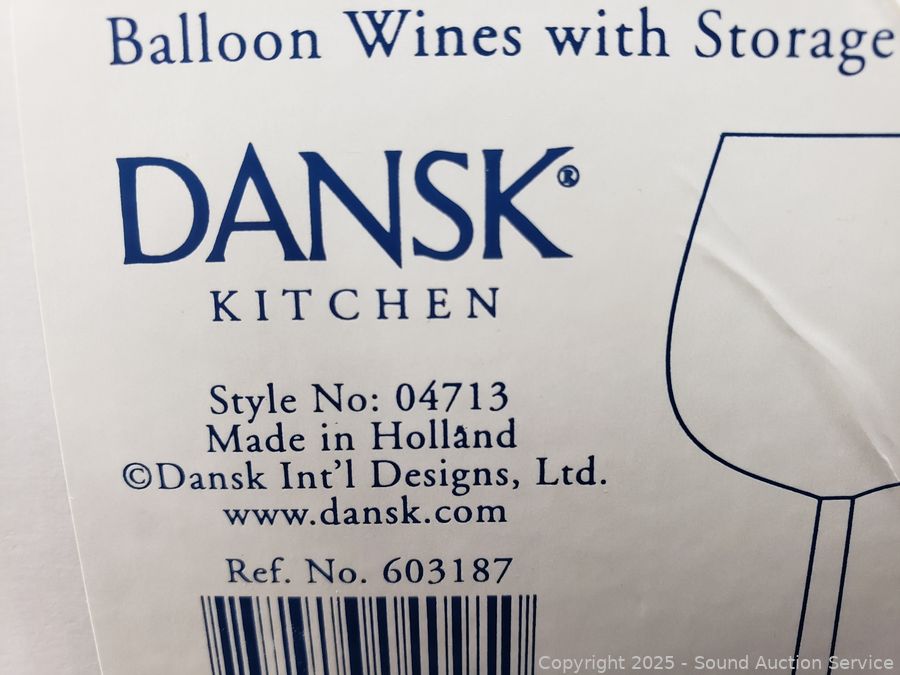 Balloon Wines with Storage
DANSK®
KITCHEN
Style No: 04713
Made in Holland
©Dansk Int'l Designs, Ltd.
www.dansk.com
Ref. No. 603187
Copyright 2025 - Sound Auction Service